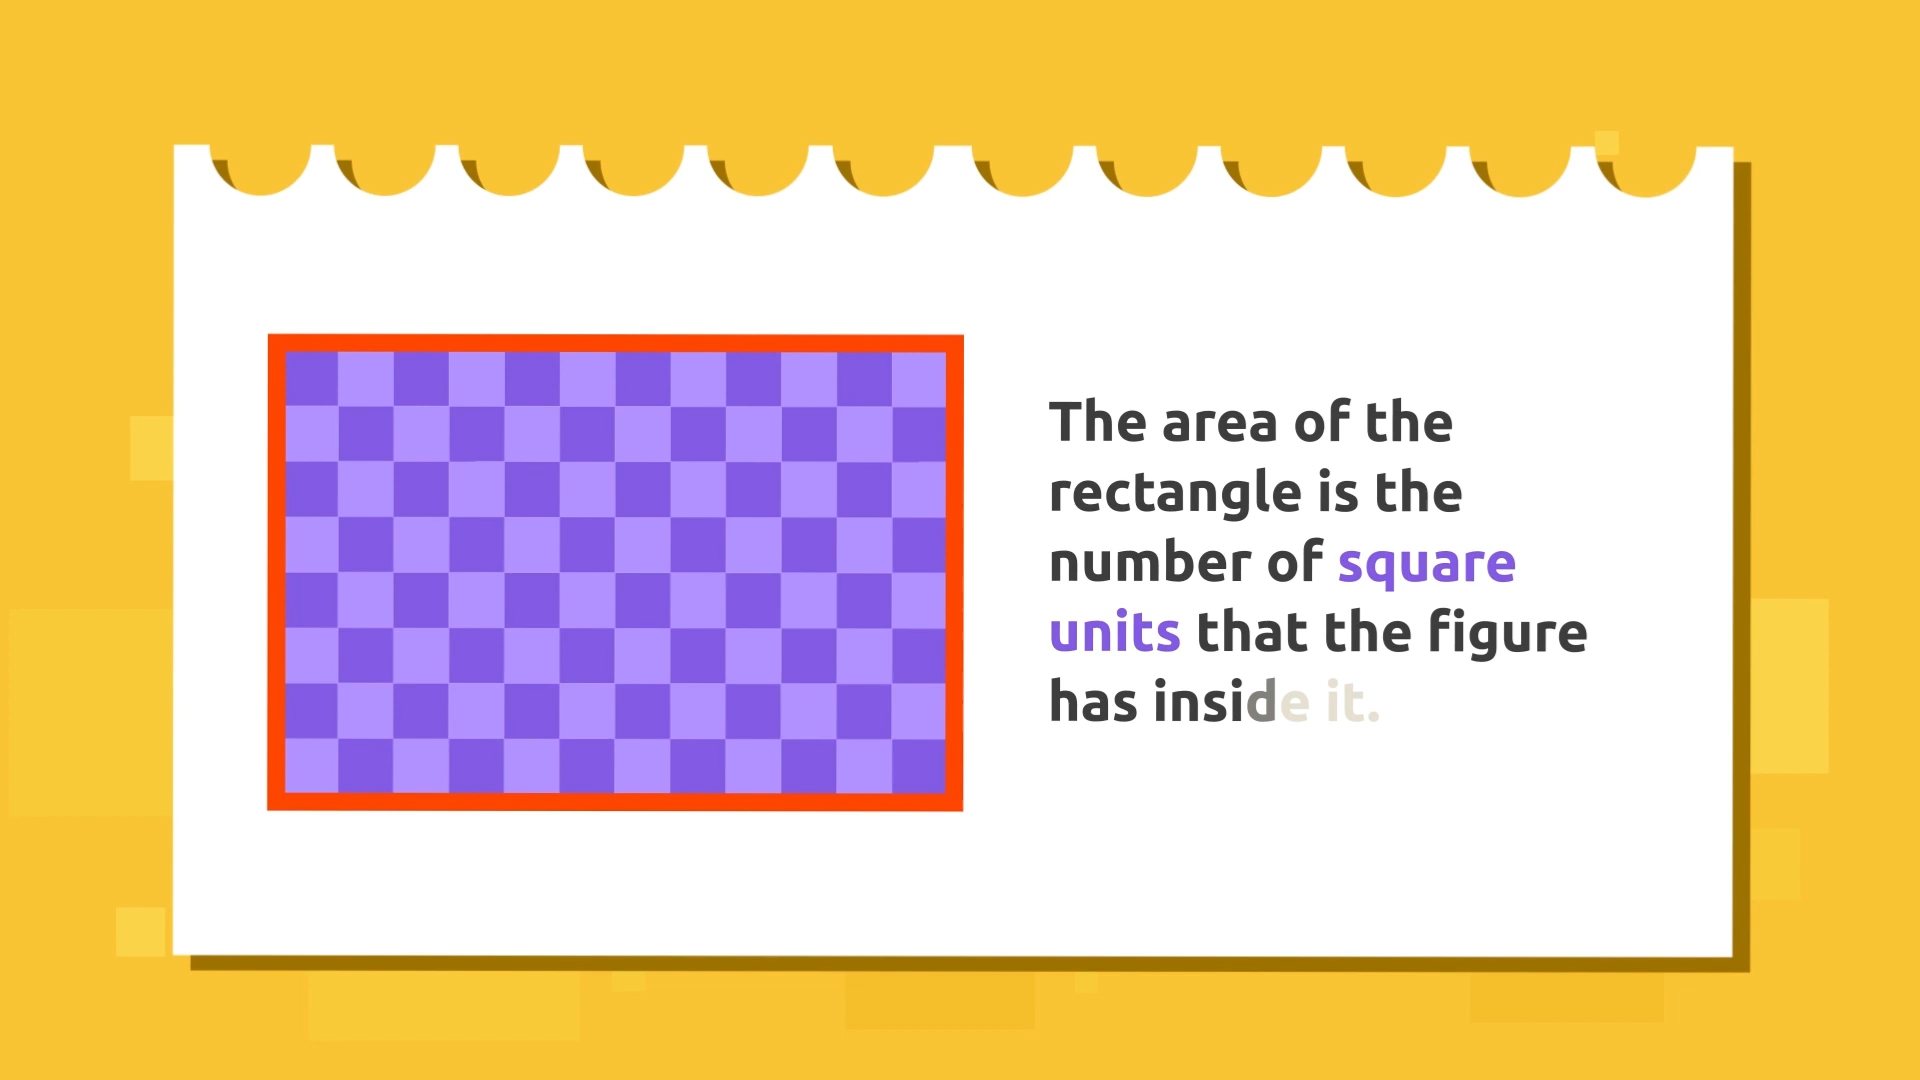 The area of the
rectangle is the
number of square
units that the figure
has inside it.